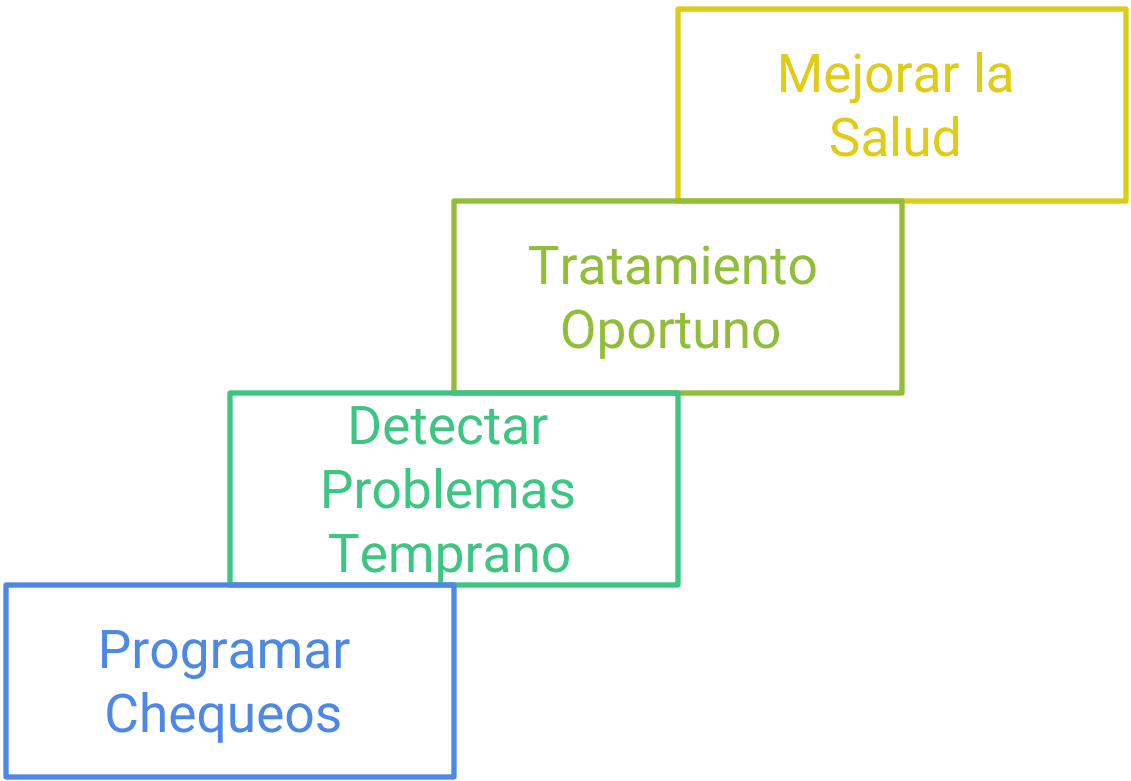 Mejorar la
Salud
Tratamiento
Oportuno
Detectar
Problemas
Temprano
Programar
Chequeos